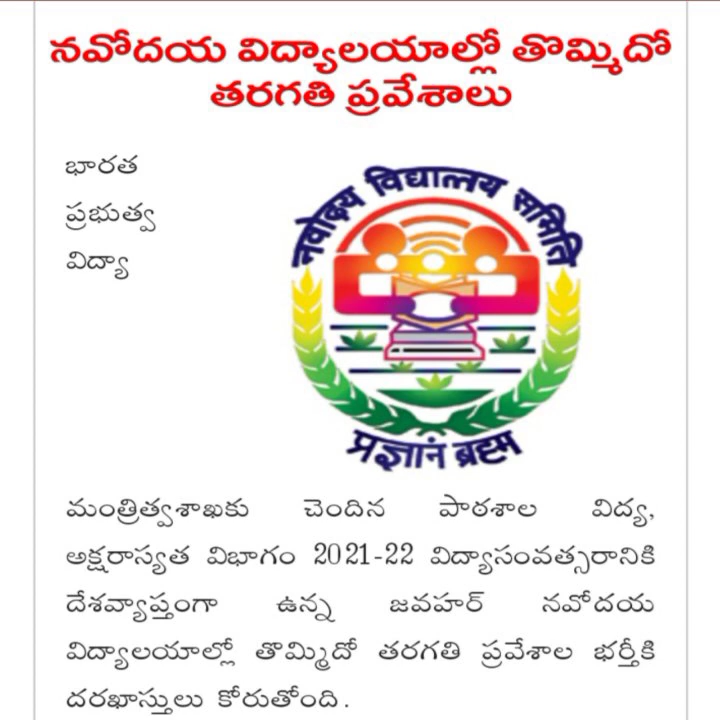 నవోదయ విద్యాలయాల్లో తొమ్మిదో
తరగతి ప్రవేశాలు
భారత
ప్రభుత్వ
విద్యా
नवोदय विद्यालय समिति
प्रज्ञानं ब्रह्म
మంత్రిత్వశాఖకు చెందిన పాఠశాల విద్య,
అక్షరాస్యత విభాగం 2021-22 విద్యాసంవత్సరానికి
దేశవ్యాప్తంగా ఉన్న జవహర్ నవోదయ
విద్యాలయాల్లో తొమ్మిదో తరగతి ప్రవేశాల భర్తీకి
దరఖాస్తులు కోరుతోంది.